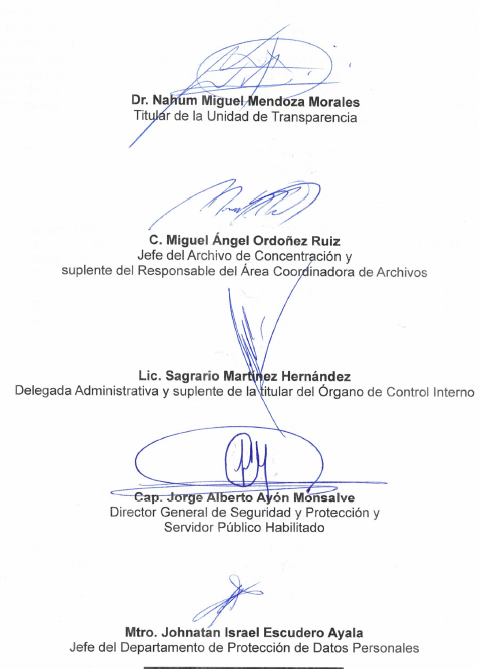 Dr. Nahum Miguel Mendoza Morales
Titular de la Unidad de Transparencia
C. Miguel Ángel Ordoñez Ruiz
Jefe del Archivo de Concentración y
suplente del Responsable del Área Coordinadora de Archivos
Lic. Sagrario Martínez Hernández
Delegada Administrativa y suplente de la titular del Órgano de Control Interno
Cap. Jorge Alberto Ayón Monsalve
Director General de Seguridad y Protección y
Servidor Público Habilitado
Mtro. Johnatan Israel Escudero Ayala
Jefe del Departamento de Protección de Datos Personales